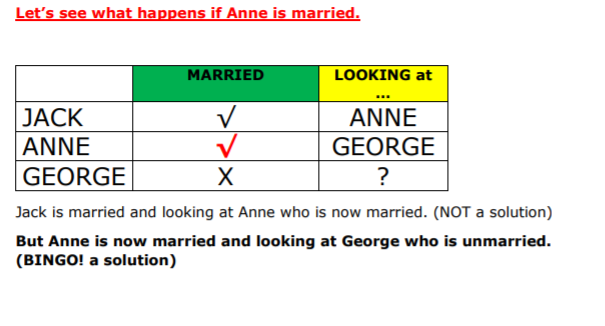 Let’s see what happens if Anne is married.
MARRIED LOOKING at
...
JACK √ ANNE
ANNE √ GEORGE
GEORGE X ?
Jack is married and looking at Anne who is now married. (NOT a solution)
But Anne is now married and looking at George who is unmarried.
(BINGO! a solution)